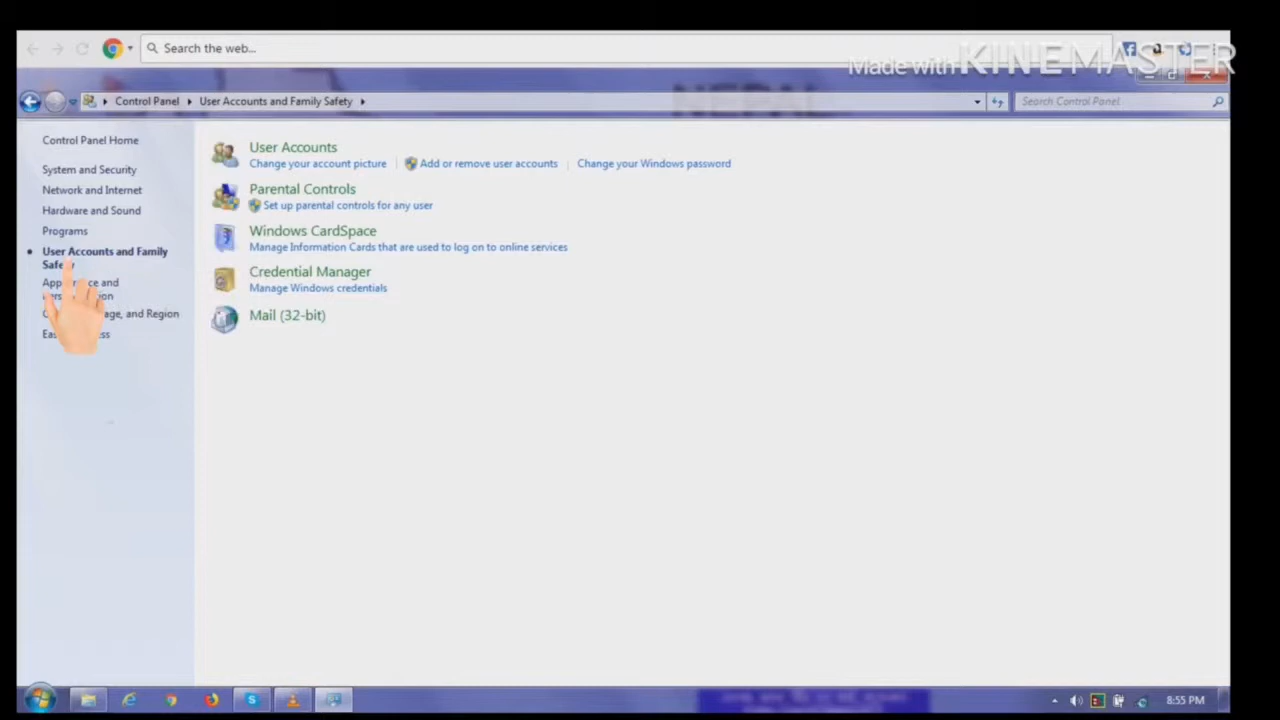 Search the web...
Made with KINEMASTER
NEPAL
Control Panel
User Accounts and Family Safety
Search Control Panel
Control Panel Home
System and Security
Network and Internet
Hardware and Sound
Programs
User Accounts and Family
Safety
and
age, and Region
User Accounts
Change your account picture
Add or remove user accounts
Change your Windows password
Parental Controls
Set up parental controls for any user
Windows CardSpace
Manage Information Cards that are used to log on to online services
Credential Manager
Manage Windows credentials
Mail (32-bit)
8:55 PM